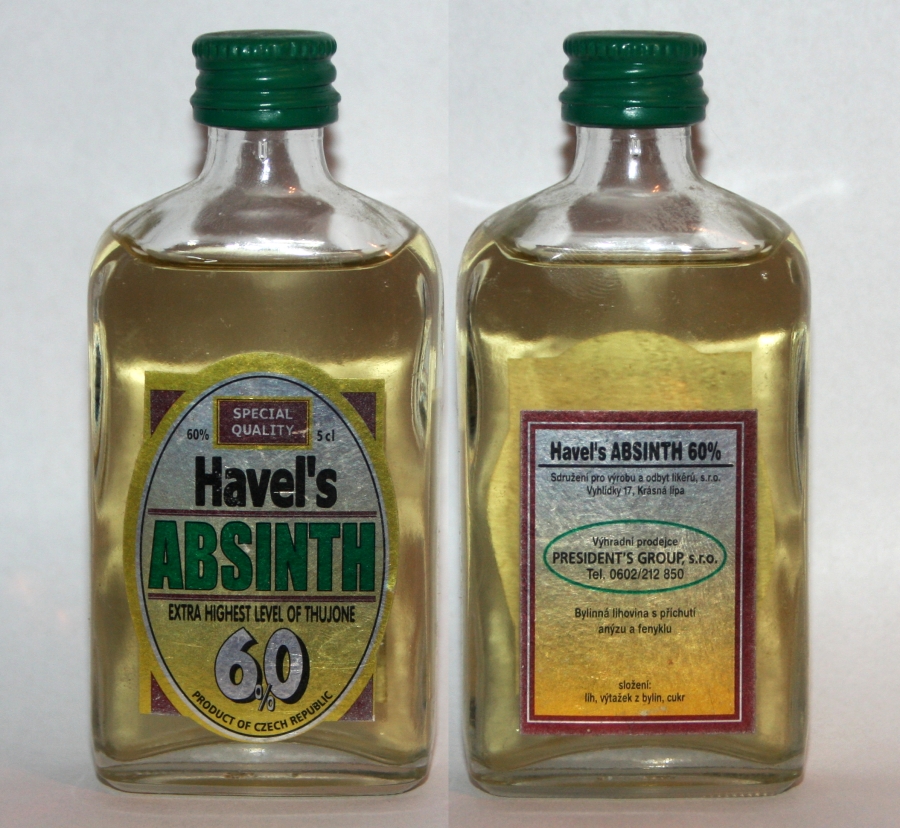 SPECIAL
QUALITY
60%
5 cl
Havel's
ABSINTH
EXTRA HIGHEST LEVEL OF THUJONE
60%
PRODUCT OF CZECH REPUBLIC
Havel's ABSINTH 60%
Sdružení pro výrobu a odbyt likérů, s.r.o.
Vyhlídky 17, Krásná lípa
Výhradní prodejce
PRESIDENT'S GROUP, s.r.o.
Tel. 0602/212 850
Bylinná lihovina s příchutí
anýzu a fenyklu
složení:
líh, výtažek z bylin, cukr